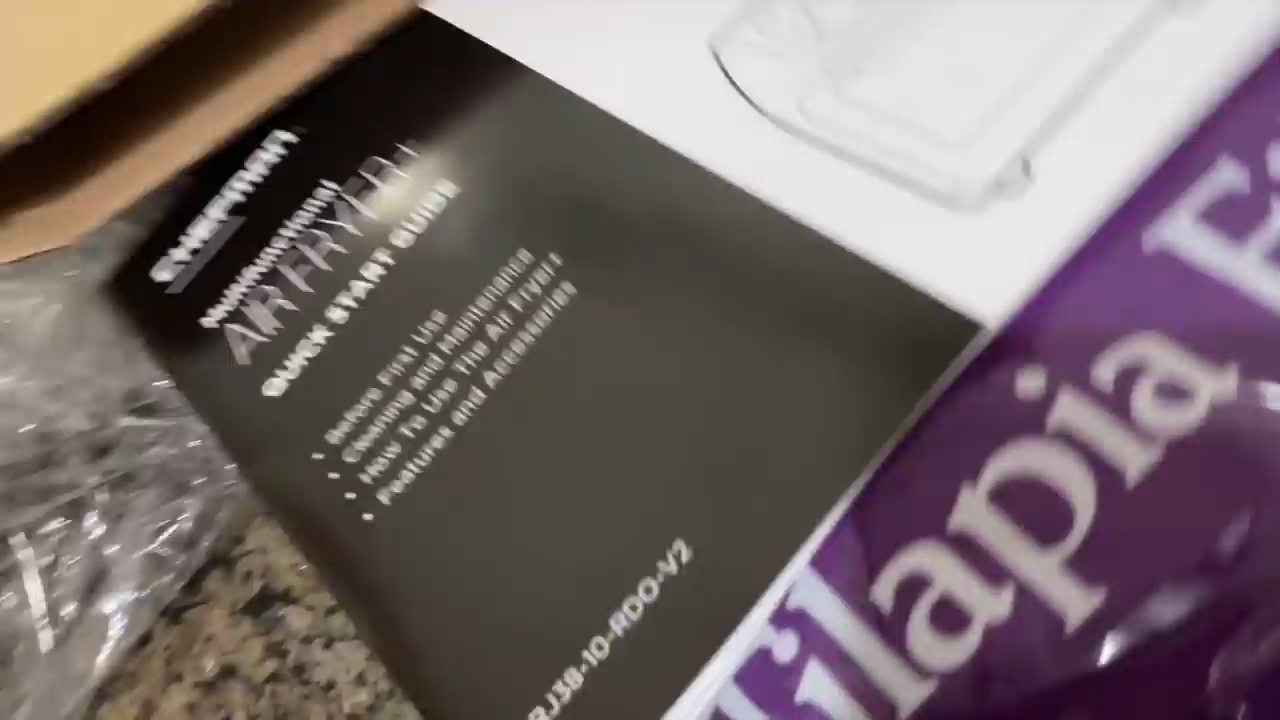 CHEFMAN
Multifunctional
AIR FRYER+
QUICK START GUIDE
• Before First Use
• Cleaning and Maintenance
• How To Use The Air Fryer+
• Features and Accessories
RJ38-10-RDO-V2
Tilapia